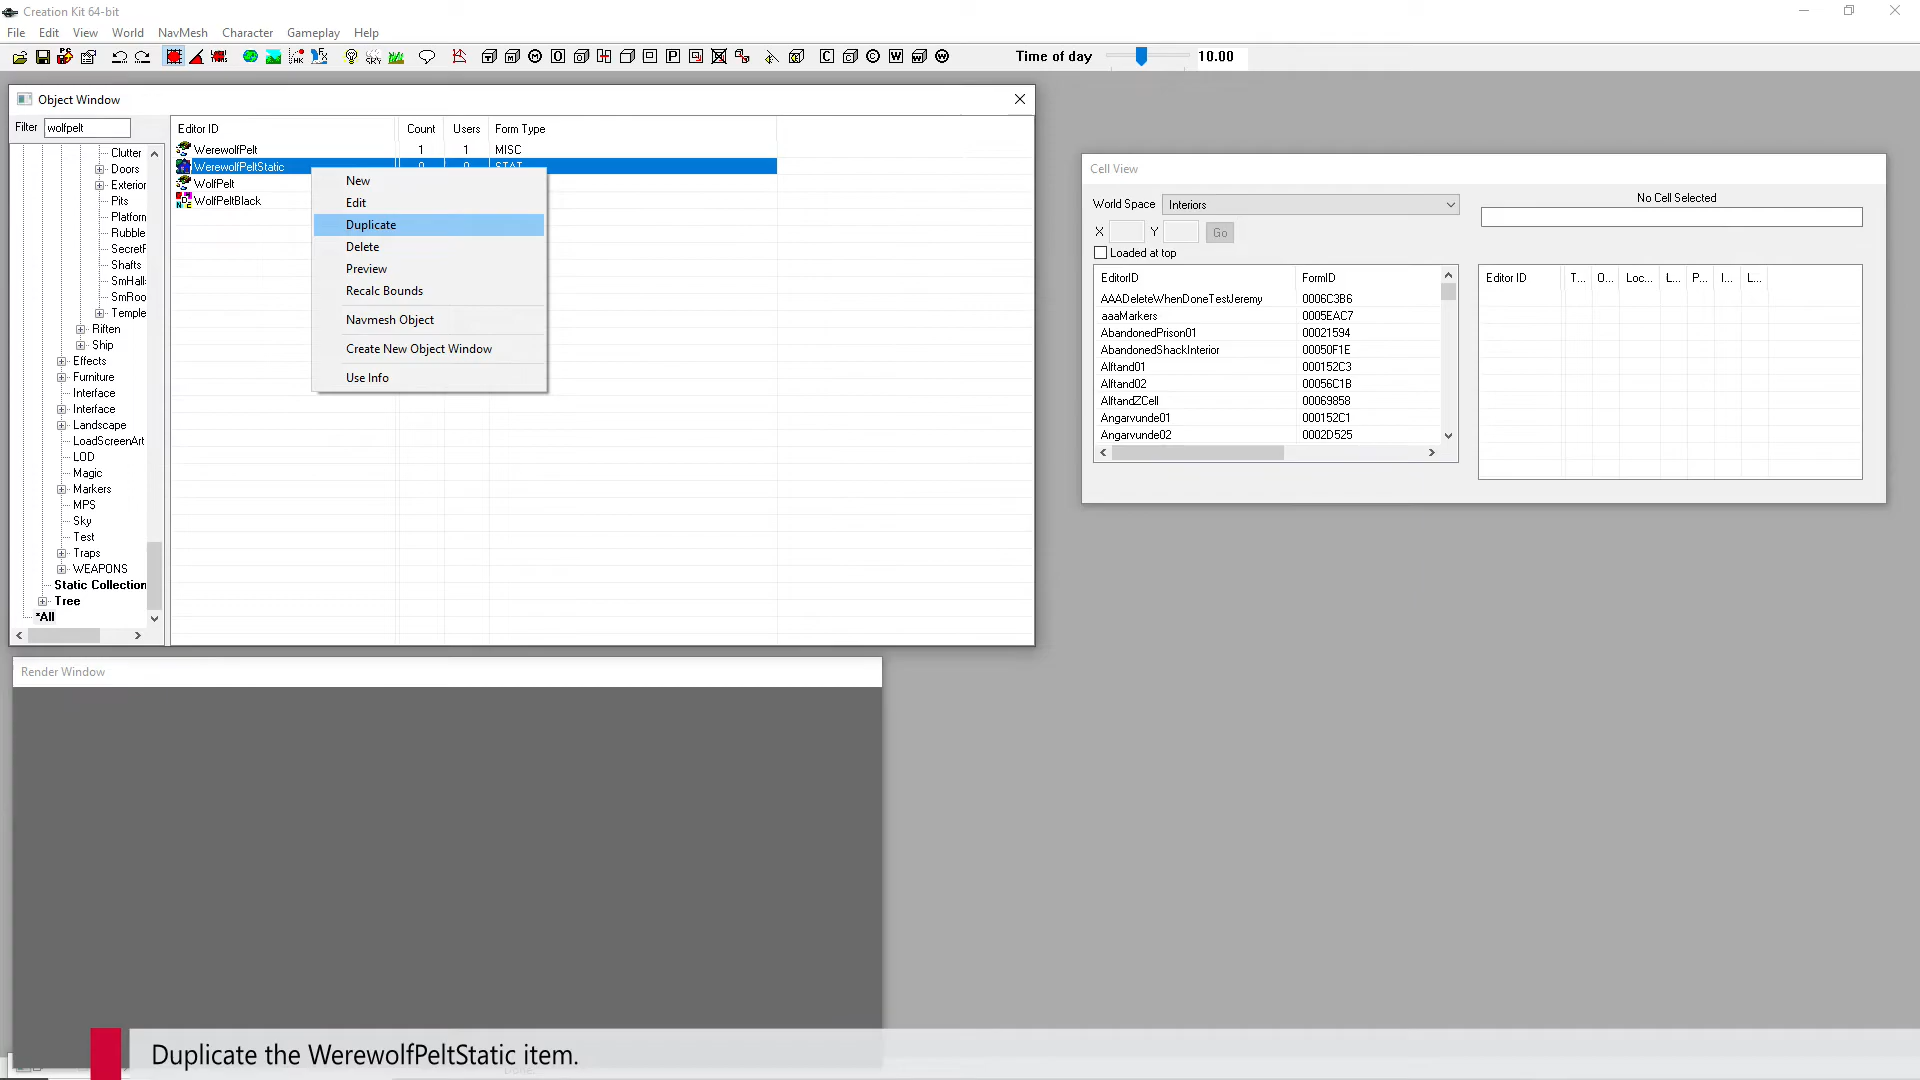 Creation Kit 64-bit
File Edit View World NavMesh Character Gameplay Help
Time of day 10.00
Object Window
Filter wolfpelt
Clutter
Doors
Exterior
Pits
Platforn
Rubble
SecretF
Shafts
SmHall:
SmRoo
Temple
Riften
Ship
Effects
Furniture
Interface
Interface
Landscape
LoadScreenArt
LOD
Magic
Markers
MPS
Sky
Test
Traps
WEAPONS
Static Collection
Tree
*All
Editor ID Count Users Form Type
WerewolfPelt 1 1 MISC
WerewolfPeltStatic 0 0 STAT
WolfPelt
WolfPeltBlack
New
Edit
Duplicate
Delete
Preview
Recalc Bounds
Navmesh Object
Create New Object Window
Use Info
Cell View
World Space Interiors
X Y Go
Loaded at top
EditorID FormID
AAADeleteWhenDoneTestJeremy 0006C3B6
aaaMarkers 0005EAC7
AbandonedPrison01 00021594
AbandonedShackInterior 00050F1E
Alftand01 000152C3
Alftand02 00056C1B
AlftandZCell 00069858
Angarvunde01 000152C1
Angarvunde02 0002D525
No Cell Selected
Editor ID T... O... Loc... L... P... I... L...
Render Window
Duplicate the WerewolfPeltStatic item.